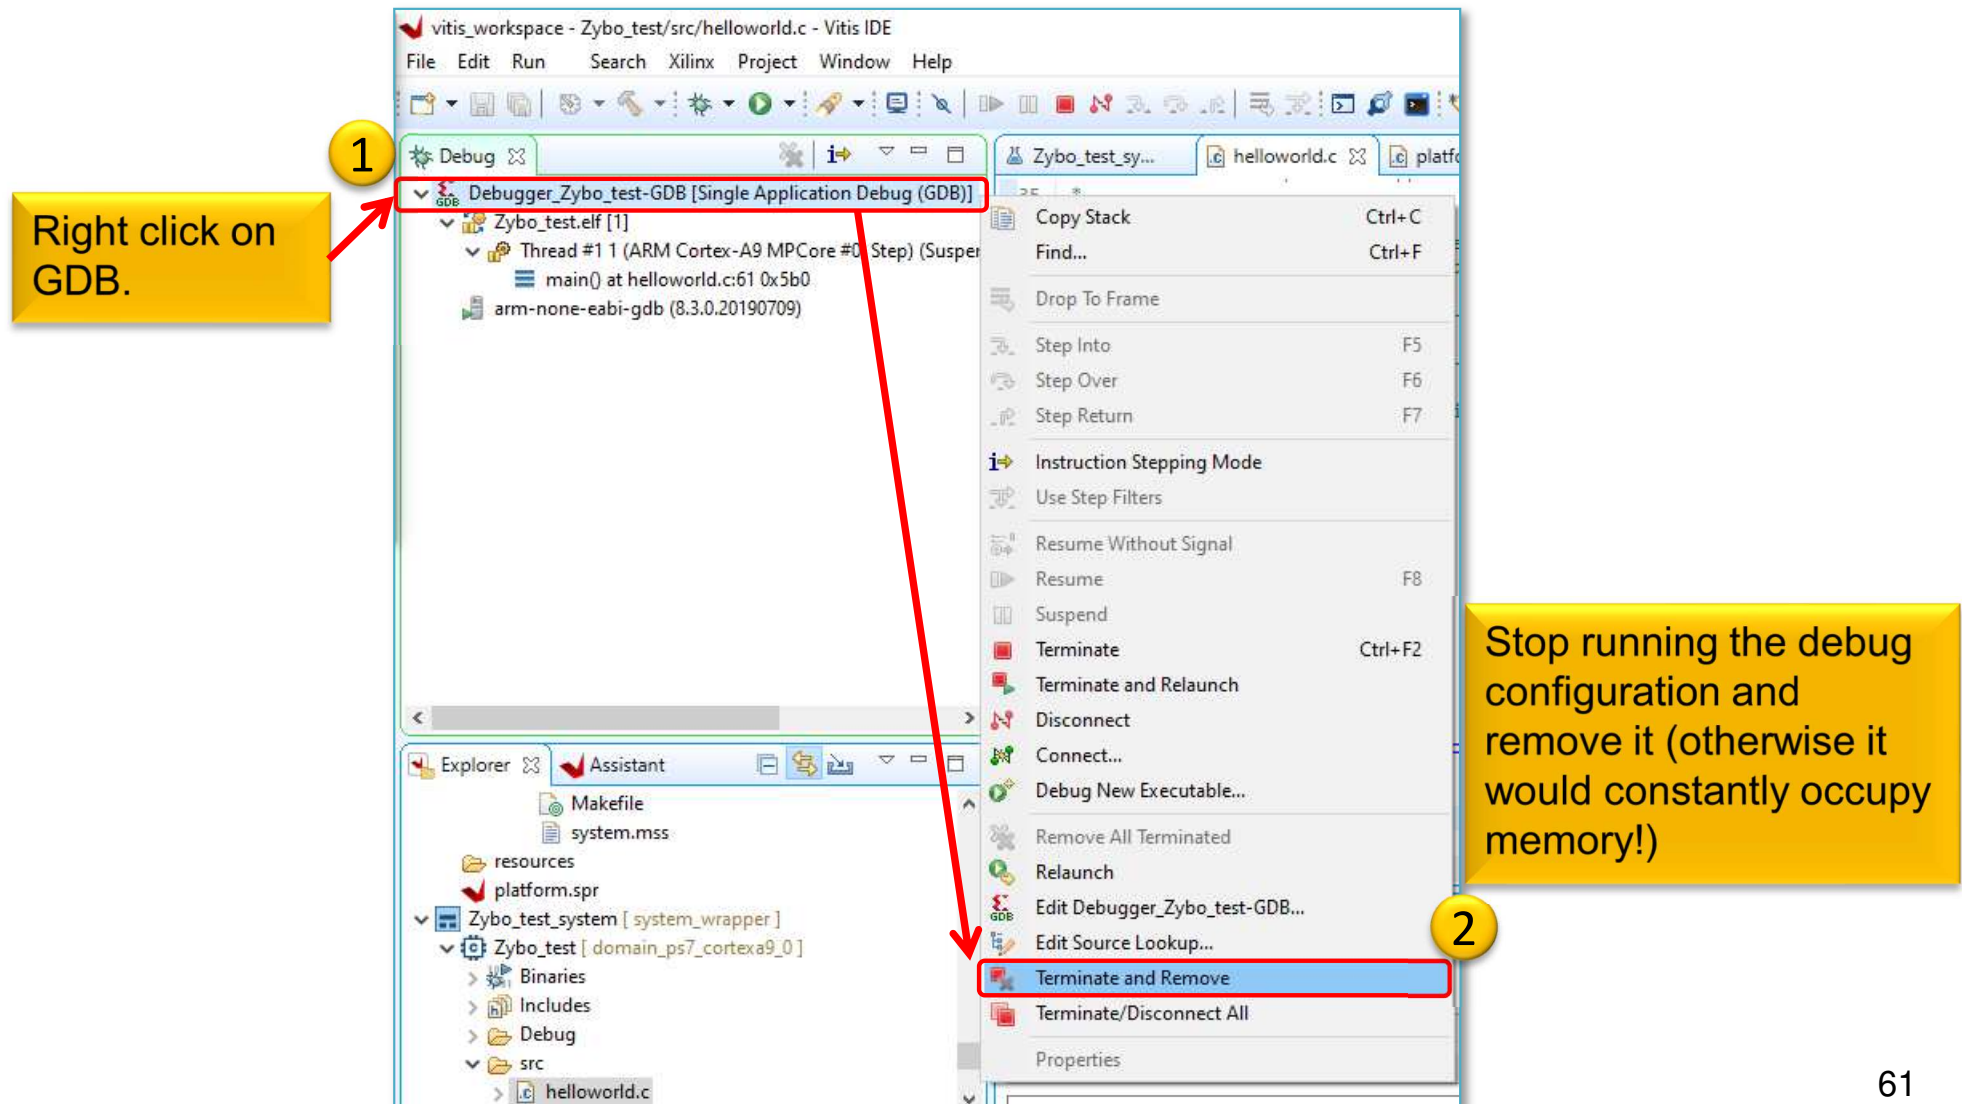 vitis_workspace - Zybo_test/src/helloworld.c - Vitis IDE
File Edit Run Search Xilinx Project Window Help
1
Debug
Zybo_test_sy...
helloworld.c
Right click on
GDB.
Debugger_Zybo_test-GDB [Single Application Debug (GDB)]
Zybo_test.elf [1]
Thread #1 1 (ARM Cortex-A9 MPCore #0 Step) (Susper
main() at helloworld.c:61 0x5b0
arm-none-eabi-gdb (8.3.0.20190709)
Copy Stack Ctrl+C
Find... Ctrl+F
Drop To Frame
Step Into F5
Step Over F6
Step Return F7
Instruction Stepping Mode
Use Step Filters
Resume Without Signal
Resume F8
Suspend
Terminate Ctrl+F2
Terminate and Relaunch
Disconnect
Connect...
Debug New Executable...
Remove All Terminated
Relaunch
Edit Debugger_Zybo_test-GDB...
Edit Source Lookup...
Terminate and Remove
Terminate/Disconnect All
Properties
Explorer
Assistant
Makefile
system.mss
resources
platform.spr
Zybo_test_system [ system_wrapper ]
Zybo_test [ domain_ps7_cortexa9_0 ]
Binaries
Includes
Debug
src
helloworld.c
Stop running the debug
configuration and
remove it (otherwise it
would constantly occupy
memory!)
2
61